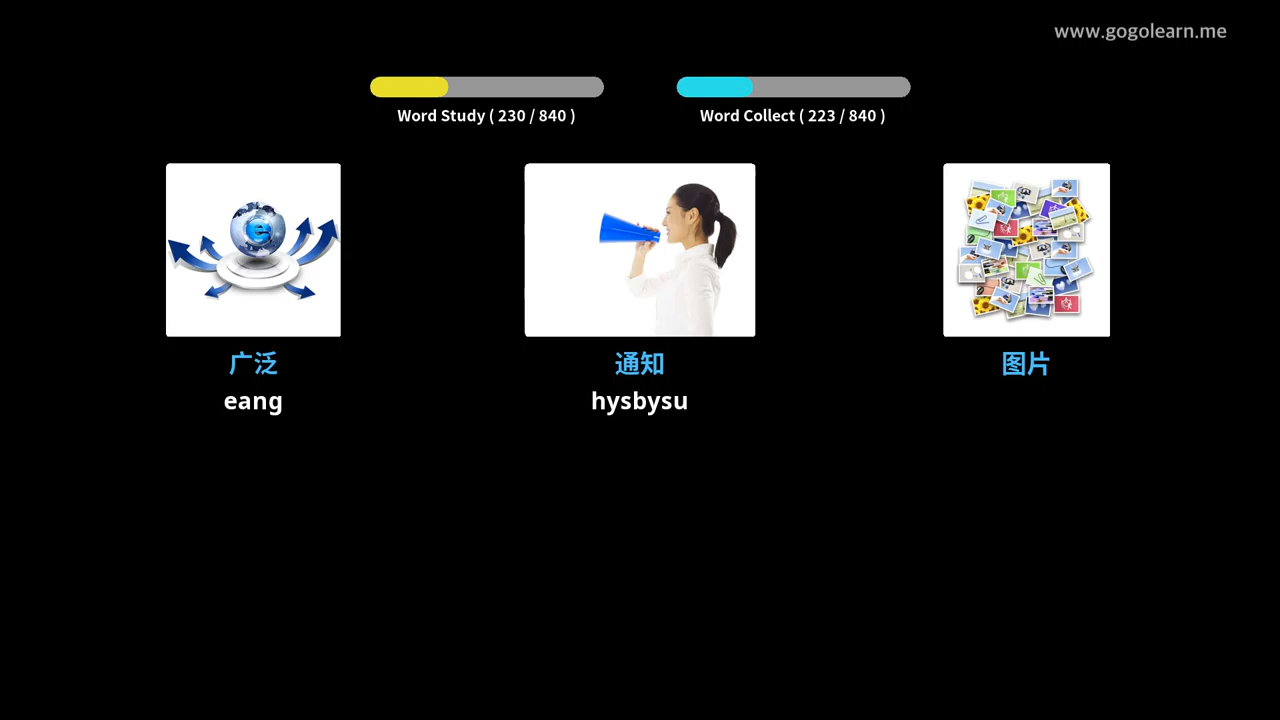 www.gogolearn.me
Word Study ( 230 / 840 )
Word Collect ( 223 / 840 )
广泛
eang
通知
hysbysu
图片